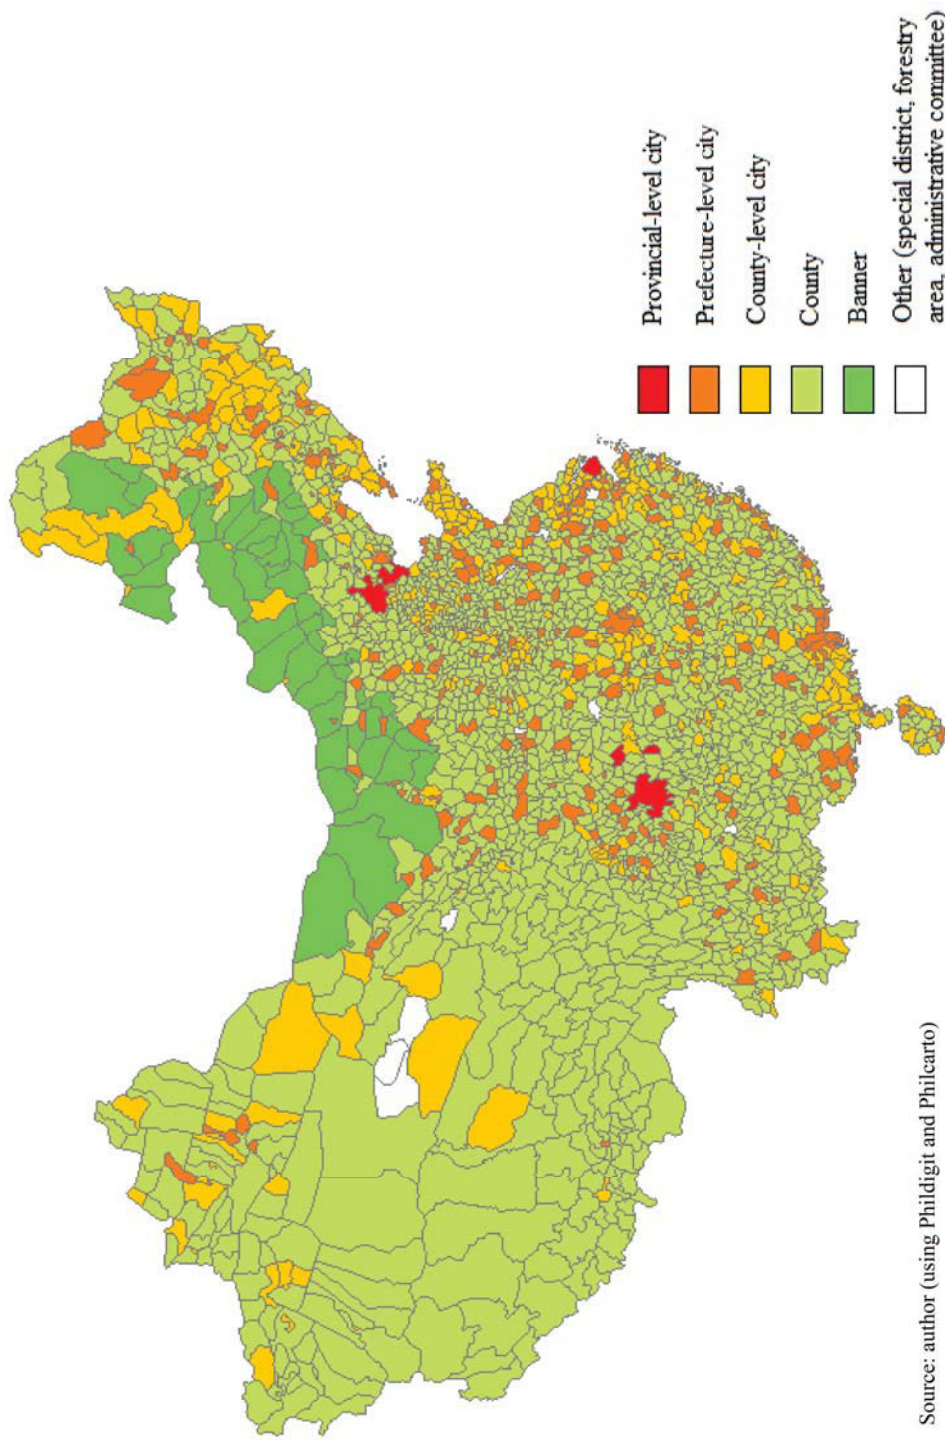 Provincial-level city
Prefecture-level city
County-level city
County
Banner
Other (special district, forestry
area, administrative committee)
Source: author (using Phildigit and Philcarto)